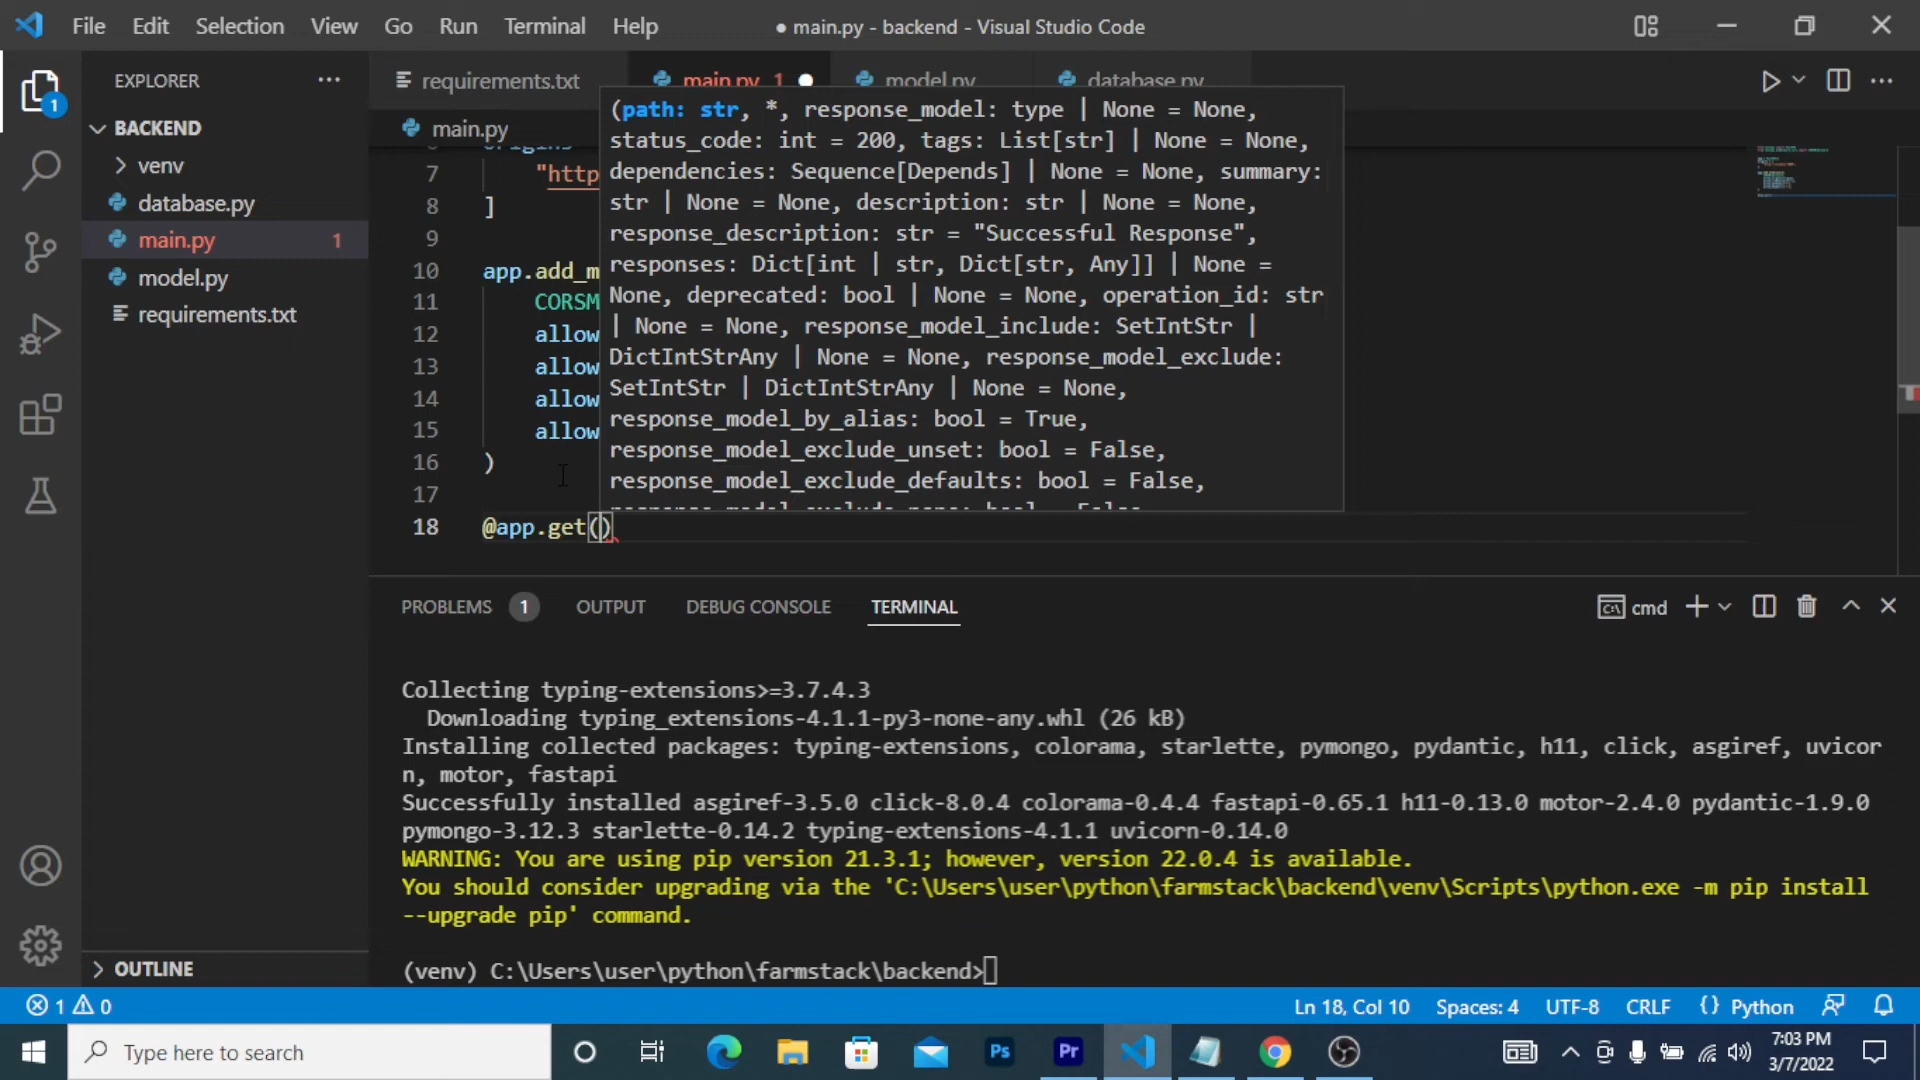 File Edit Selection View Go Run Terminal Help
● main.py - backend - Visual Studio Code
EXPLORER
BACKEND
venv
database.py
main.py 1
model.py
requirements.txt
OUTLINE
requirements.txt
main.py 1
model.py
database.py
main.py
(path: str, *, response_model: type | None = None,
status_code: int = 200, tags: List[str] | None = None,
dependencies: Sequence[Depends] | None = None, summary:
str | None = None, description: str | None = None,
response_description: str = "Successful Response",
responses: Dict[int | str, Dict[str, Any]] | None =
None, deprecated: bool | None = None, operation_id: str
| None = None, response_model_include: SetIntStr |
DictIntStrAny | None = None, response_model_exclude:
SetIntStr | DictIntStrAny | None = None,
response_model_by_alias: bool = True,
response_model_exclude_unset: bool = False,
response_model_exclude_defaults: bool = False,
response_model_exclude_none: bool = False
6 origins
7 "http
8 ]
9
10 app.add_m
11 CORSM
12 allow
13 allow
14 allow
15 allow
16 )
17
18 @app.get()
PROBLEMS 1 OUTPUT DEBUG CONSOLE TERMINAL
cmd
Collecting typing-extensions>=3.7.4.3
Downloading typing_extensions-4.1.1-py3-none-any.whl (26 kB)
Installing collected packages: typing-extensions, colorama, starlette, pymongo, pydantic, h11, click, asgiref, uvicor
n, motor, fastapi
Successfully installed asgiref-3.5.0 click-8.0.4 colorama-0.4.4 fastapi-0.65.1 h11-0.13.0 motor-2.4.0 pydantic-1.9.0
pymongo-3.12.3 starlette-0.14.2 typing-extensions-4.1.1 uvicorn-0.14.0
WARNING: You are using pip version 21.3.1; however, version 22.0.4 is available.
You should consider upgrading via the 'C:\Users\user\python\farmstack\backend\venv\Scripts\python.exe -m pip install
--upgrade pip' command.
(venv) C:\Users\user\python\farmstack\backend>
1 0
Ln 18, Col 10 Spaces: 4 UTF-8 CRLF {} Python
Type here to search
Ps
Pr
7:03 PM
3/7/2022